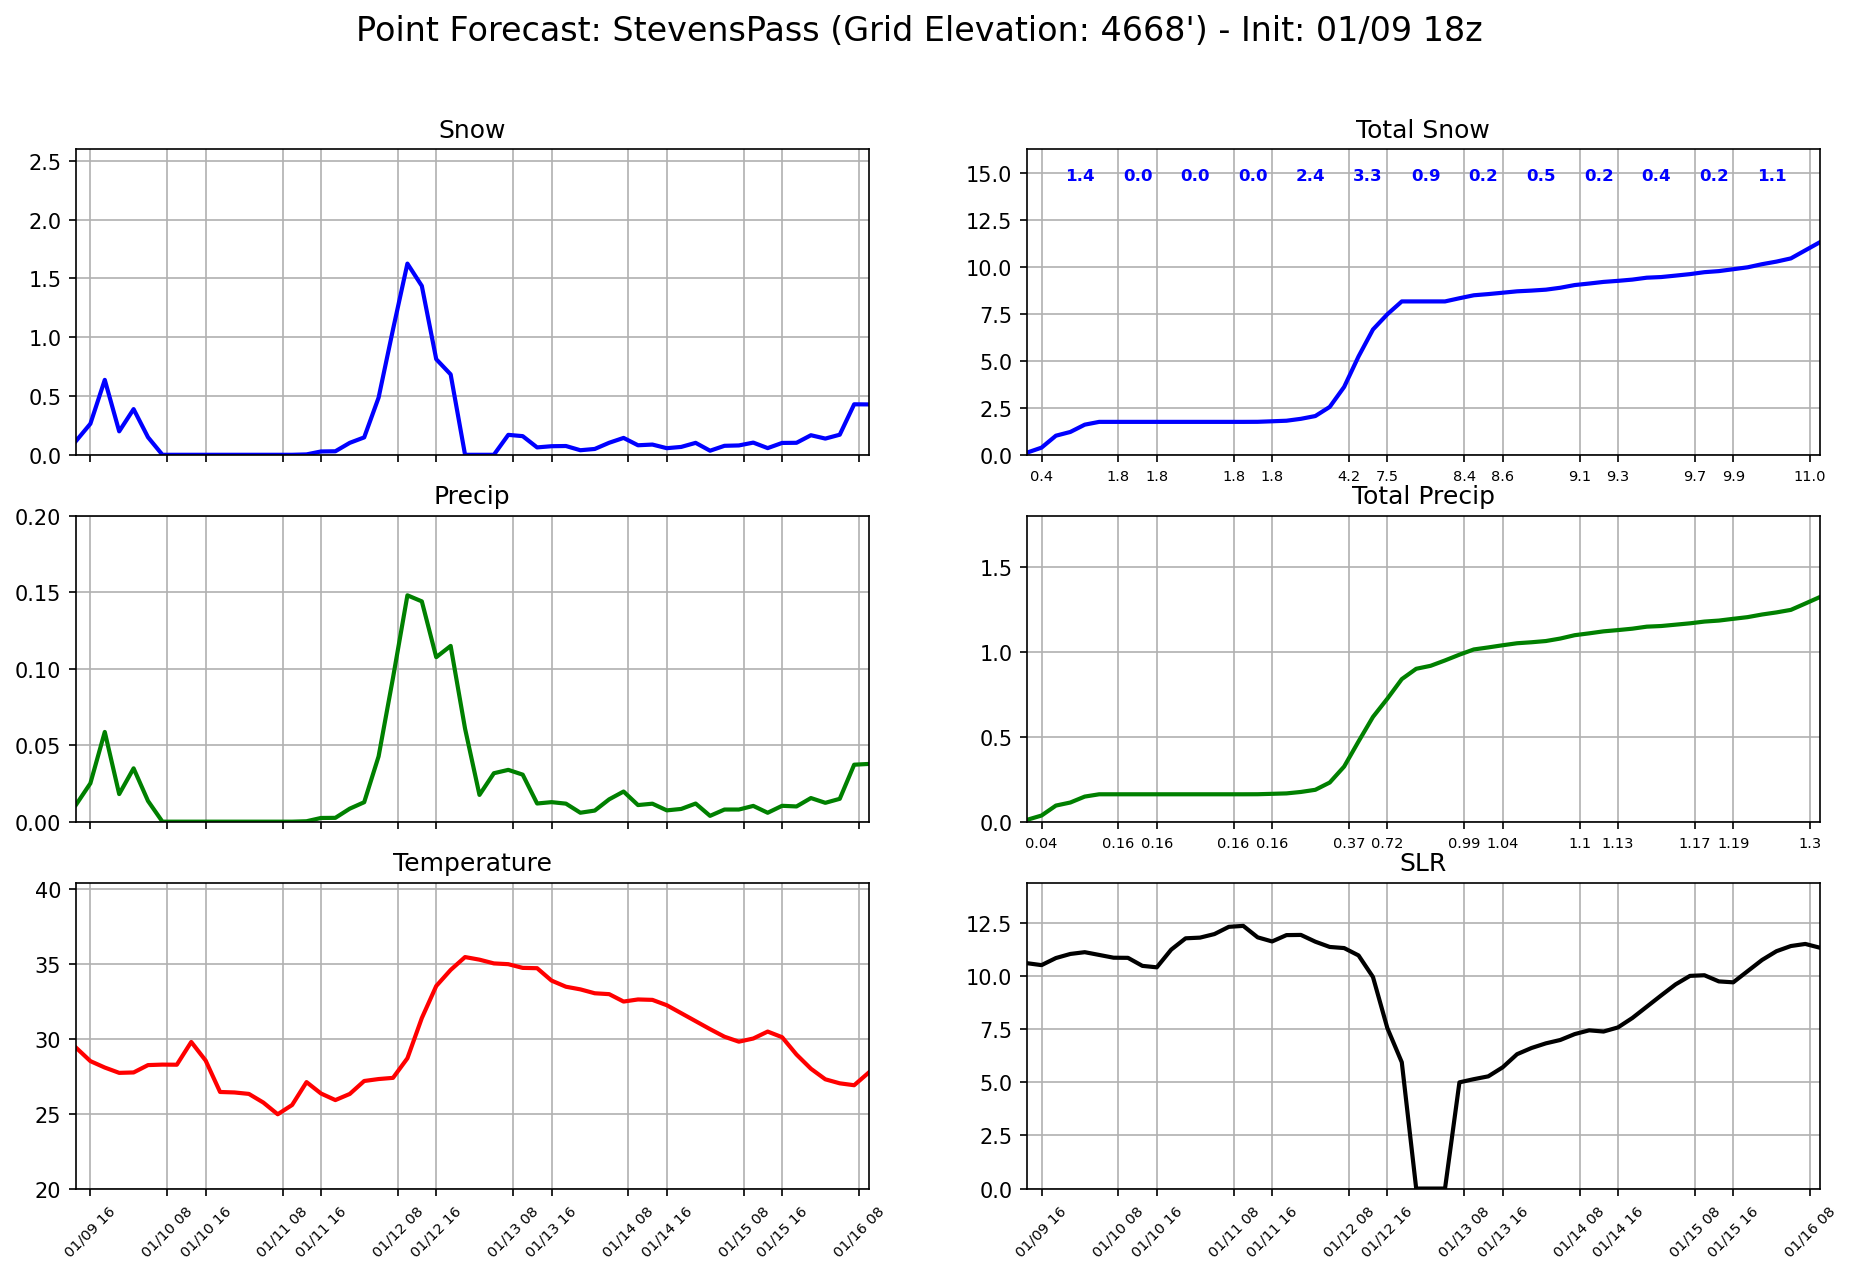 Point Forecast: StevensPass (Grid Elevation: 4668') - Init: 01/09 18z
Snow
2.5
2.0
1.5
1.0
0.5
0.0
Total Snow
15.0
12.5
10.0
7.5
5.0
2.5
0.0
1.4 0.0 0.0 0.0 2.4 3.3 0.9 0.2 0.5 0.2 0.4 0.2 1.1
0.4 1.8 1.8 1.8 1.8 4.2 7.5 8.4 8.6 9.1 9.3 9.7 9.9 11.0
Precip
0.20
0.15
0.10
0.05
0.00
Total Precip
1.5
1.0
0.5
0.0
0.04 0.16 0.16 0.16 0.16 0.37 0.72 0.99 1.04 1.1 1.13 1.17 1.19 1.3
Temperature
40
35
30
25
20
01/09 16 01/10 08 01/10 16 01/11 08 01/11 16 01/12 08 01/12 16 01/13 08 01/13 16 01/14 08 01/14 16 01/15 08 01/15 16 01/16 08
SLR
12.5
10.0
7.5
5.0
2.5
0.0
01/09 16 01/10 08 01/10 16 01/11 08 01/11 16 01/12 08 01/12 16 01/13 08 01/13 16 01/14 08 01/14 16 01/15 08 01/15 16 01/16 08